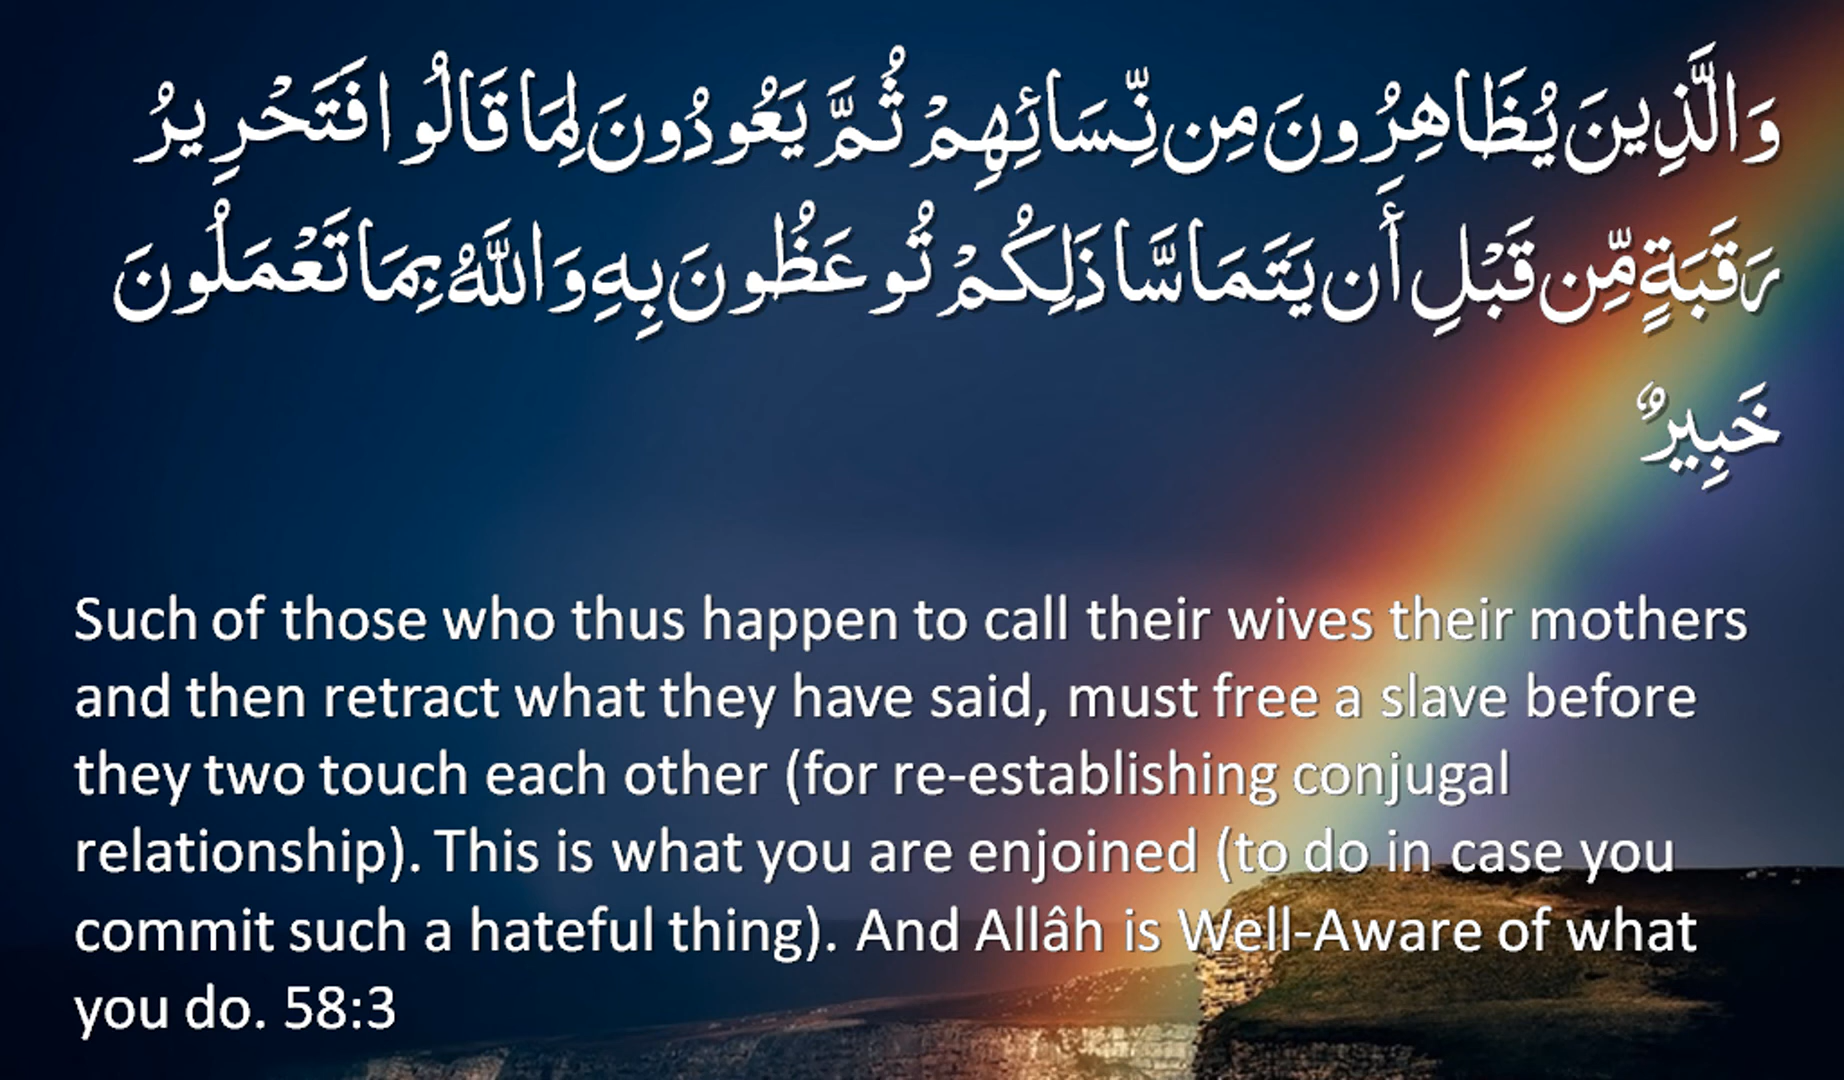 وَالَّذِينَ يُظَاهِرُونَ مِن نِّسَائِهِمْ ثُمَّ يَعُودُونَ لِمَا قَالُوا فَتَحْرِيرُ
رَقَبَةٍ مِّن قَبْلِ أَن يَتَمَاسَّا ذَلِكُمْ تُوعَظُونَ بِهِ وَاللَّهُ بِمَا تَعْمَلُونَ
خَبِيرٌ
Such of those who thus happen to call their wives their mothers
and then retract what they have said, must free a slave before
they two touch each other (for re-establishing conjugal
relationship). This is what you are enjoined (to do in case you
commit such a hateful thing). And Allâh is Well-Aware of what
you do. 58:3